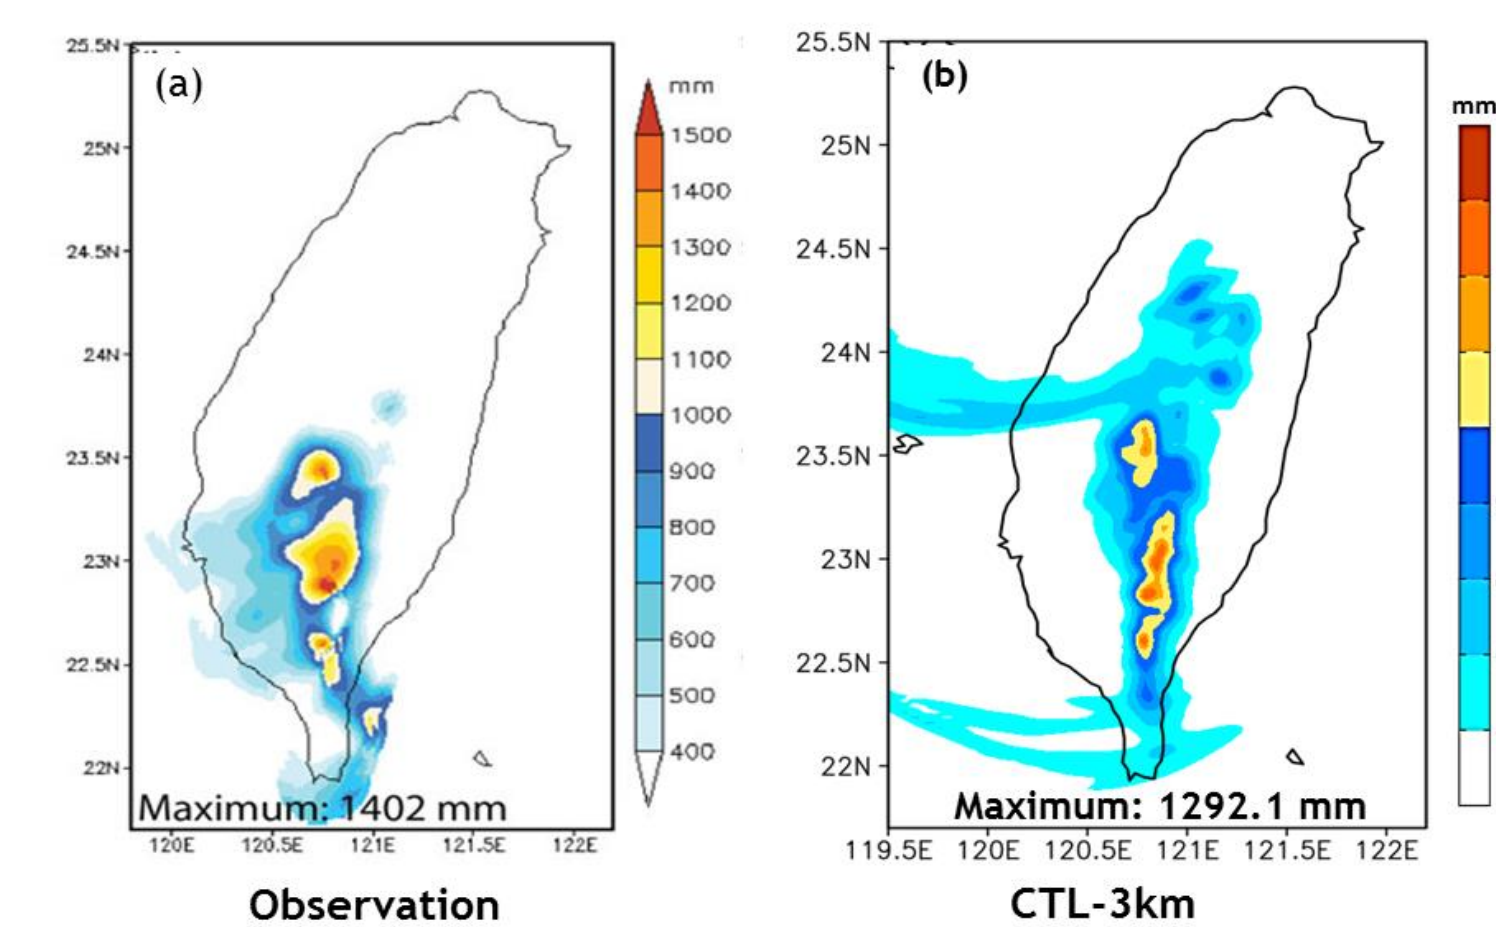 (a)
25.5N
25N
24.5N
24N
23.5N
23N
22.5N
22N
120E 120.5E 121E 121.5E 122E
Maximum: 1402 mm
mm
1500
1400
1300
1200
1100
1000
900
800
700
600
500
400
Observation
(b)
25.5N
25N
24.5N
24N
23.5N
23N
22.5N
22N
119.5E 120E 120.5E 121E 121.5E 122E
Maximum: 1292.1 mm
mm
CTL-3km